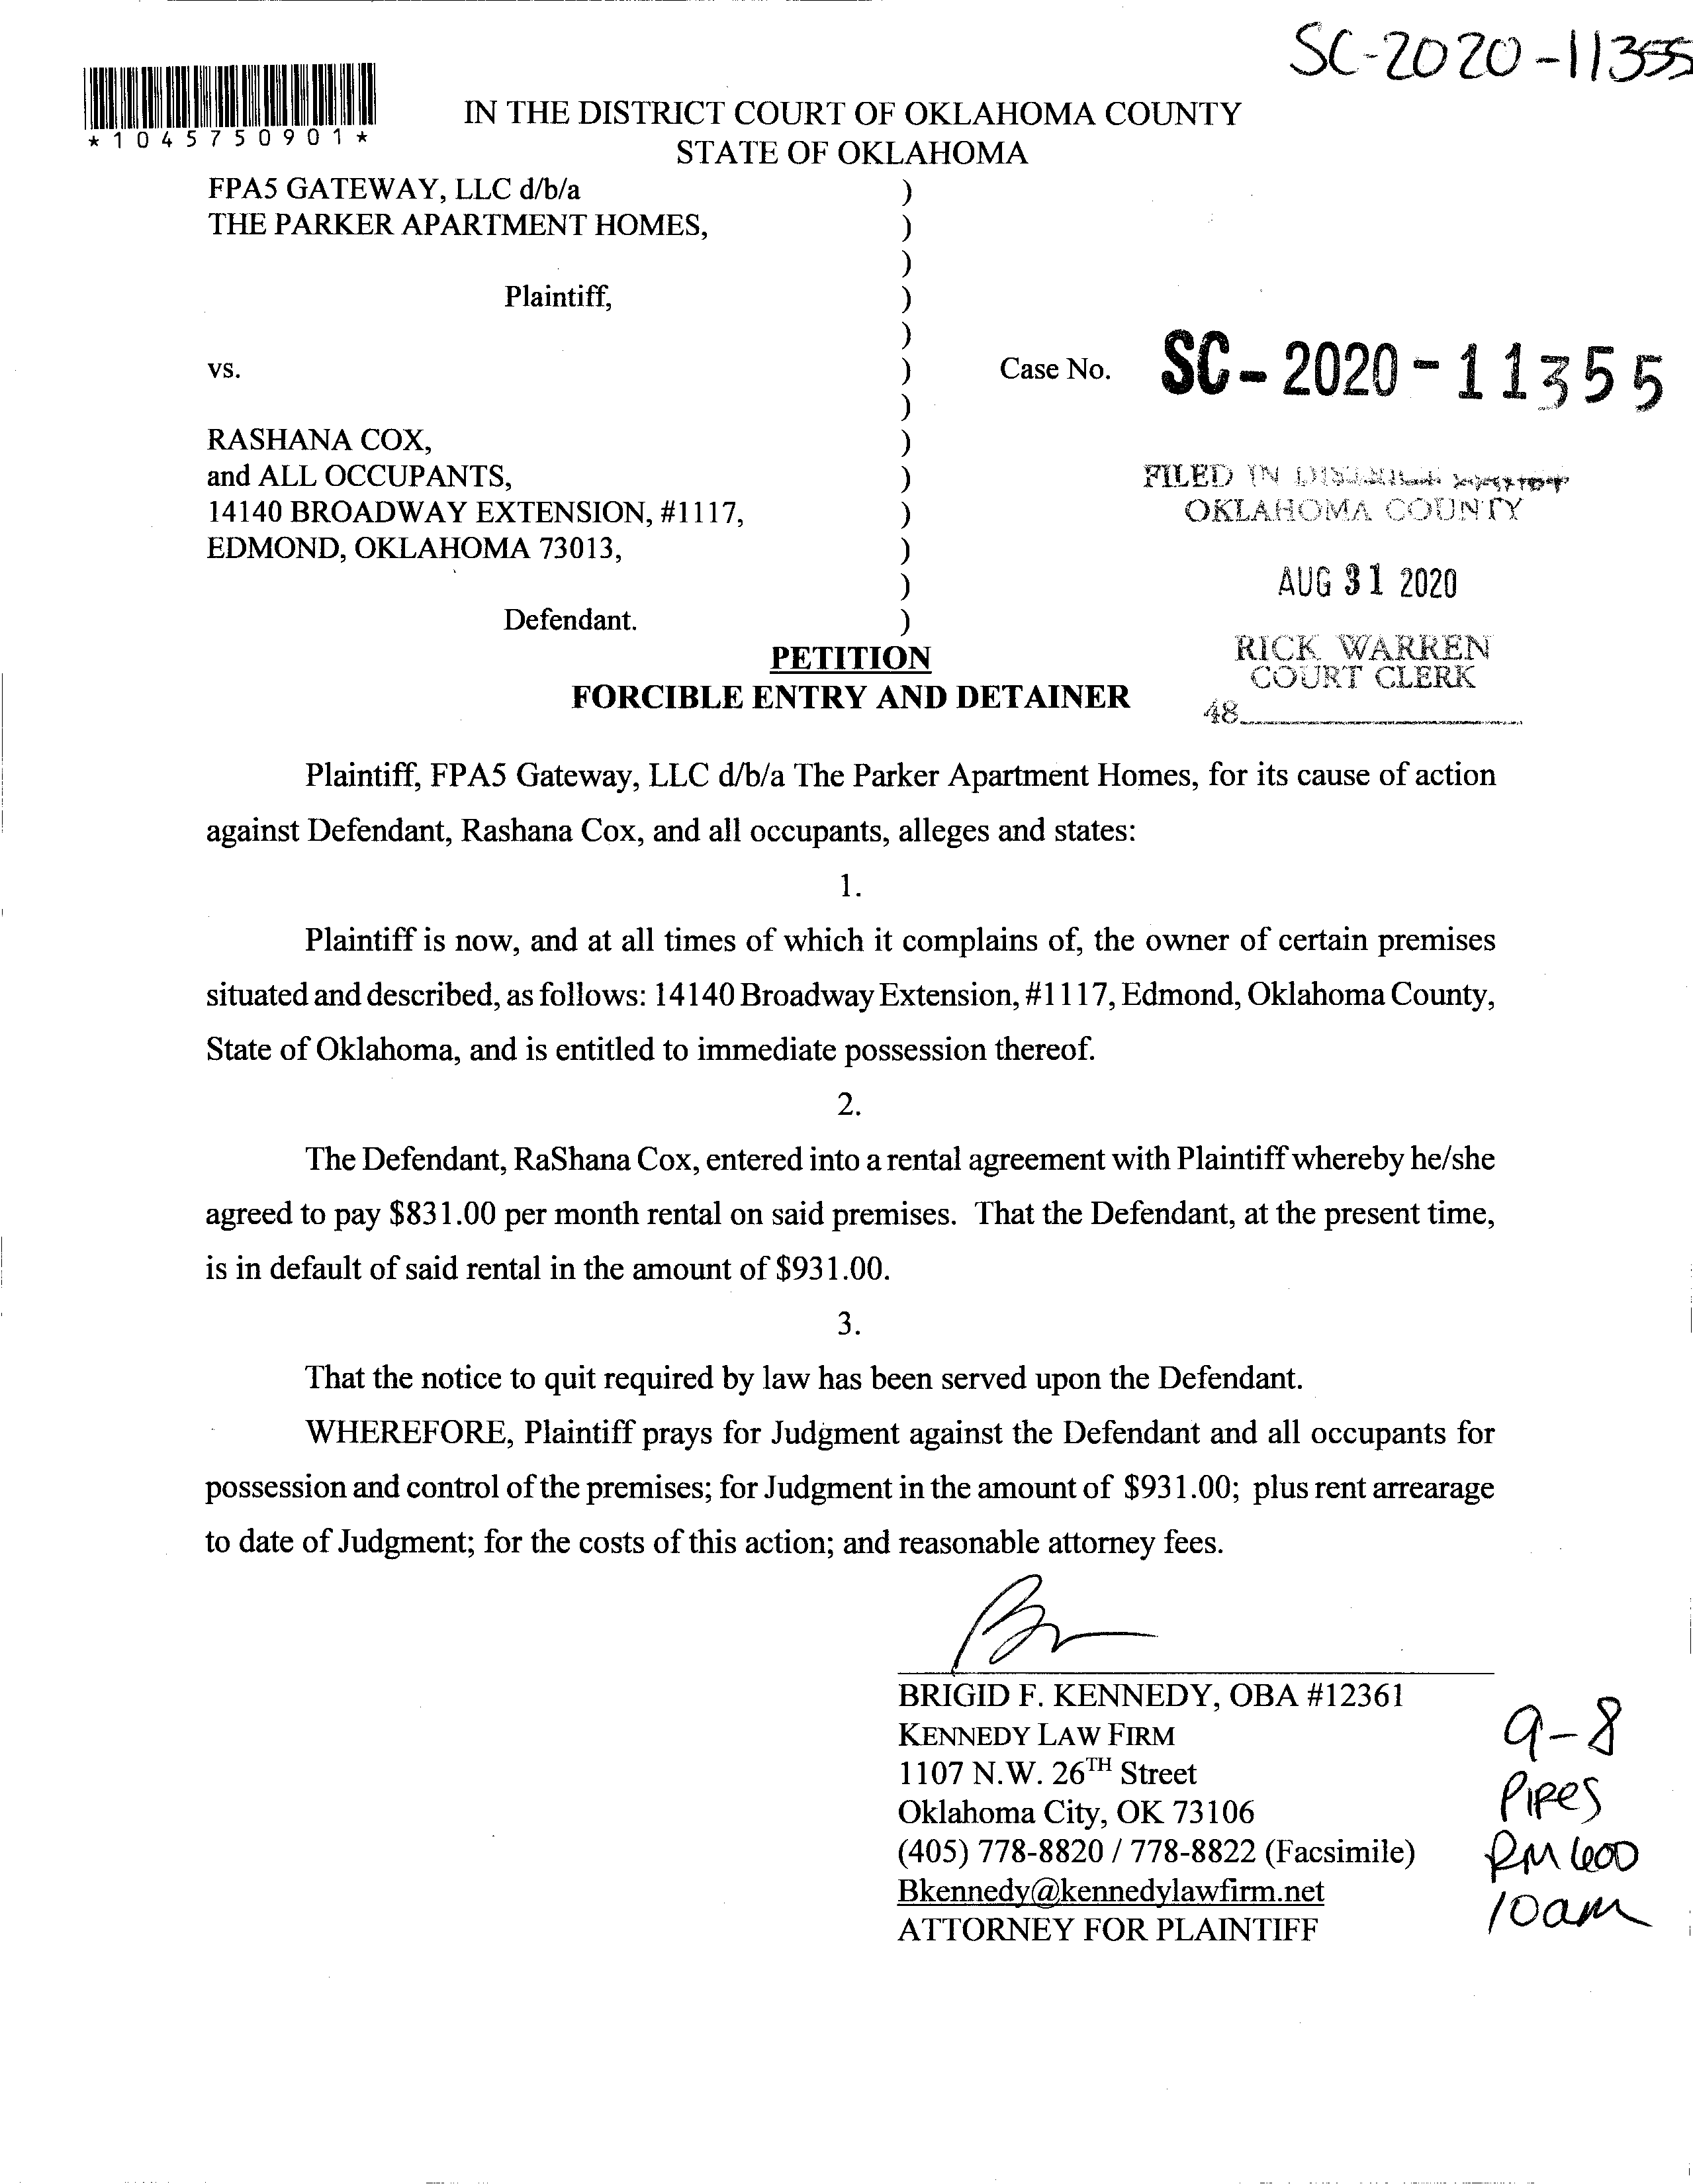 SC-2020-11355
*1045750901*
IN THE DISTRICT COURT OF OKLAHOMA COUNTY
STATE OF OKLAHOMA
FPA5 GATEWAY, LLC d/b/a )
THE PARKER APARTMENT HOMES, )
)
Plaintiff, )
)
vs. ) Case No. SC-2020-11355
)
RASHANA COX, )
and ALL OCCUPANTS, )
14140 BROADWAY EXTENSION, #1117, )
EDMOND, OKLAHOMA 73013, )
)
Defendant. )
FILED IN
OKLAHOMA COUNTY
AUG 31 2020
RICK WARREN
COURT CLERK
48
PETITION
FORCIBLE ENTRY AND DETAINER
Plaintiff, FPA5 Gateway, LLC d/b/a The Parker Apartment Homes, for its cause of action
against Defendant, Rashana Cox, and all occupants, alleges and states:
1.
Plaintiff is now, and at all times of which it complains of, the owner of certain premises
situated and described, as follows: 14140 Broadway Extension, #1117, Edmond, Oklahoma County,
State of Oklahoma, and is entitled to immediate possession thereof.
2.
The Defendant, RaShana Cox, entered into a rental agreement with Plaintiff whereby he/she
agreed to pay $831.00 per month rental on said premises. That the Defendant, at the present time,
is in default of said rental in the amount of $931.00.
3.
That the notice to quit required by law has been served upon the Defendant.
WHEREFORE, Plaintiff prays for Judgment against the Defendant and all occupants for
possession and control of the premises; for Judgment in the amount of $931.00; plus rent arrearage
to date of Judgment; for the costs of this action; and reasonable attorney fees.
BRIGID F. KENNEDY, OBA #12361
KENNEDY LAW FIRM
1107 N.W. 26TH Street
Oklahoma City, OK 73106
(405) 778-8820 / 778-8822 (Facsimile)
Bkennedy@kennedylawfirm.net
ATTORNEY FOR PLAINTIFF
9-8
PIPES
RM 600
10am